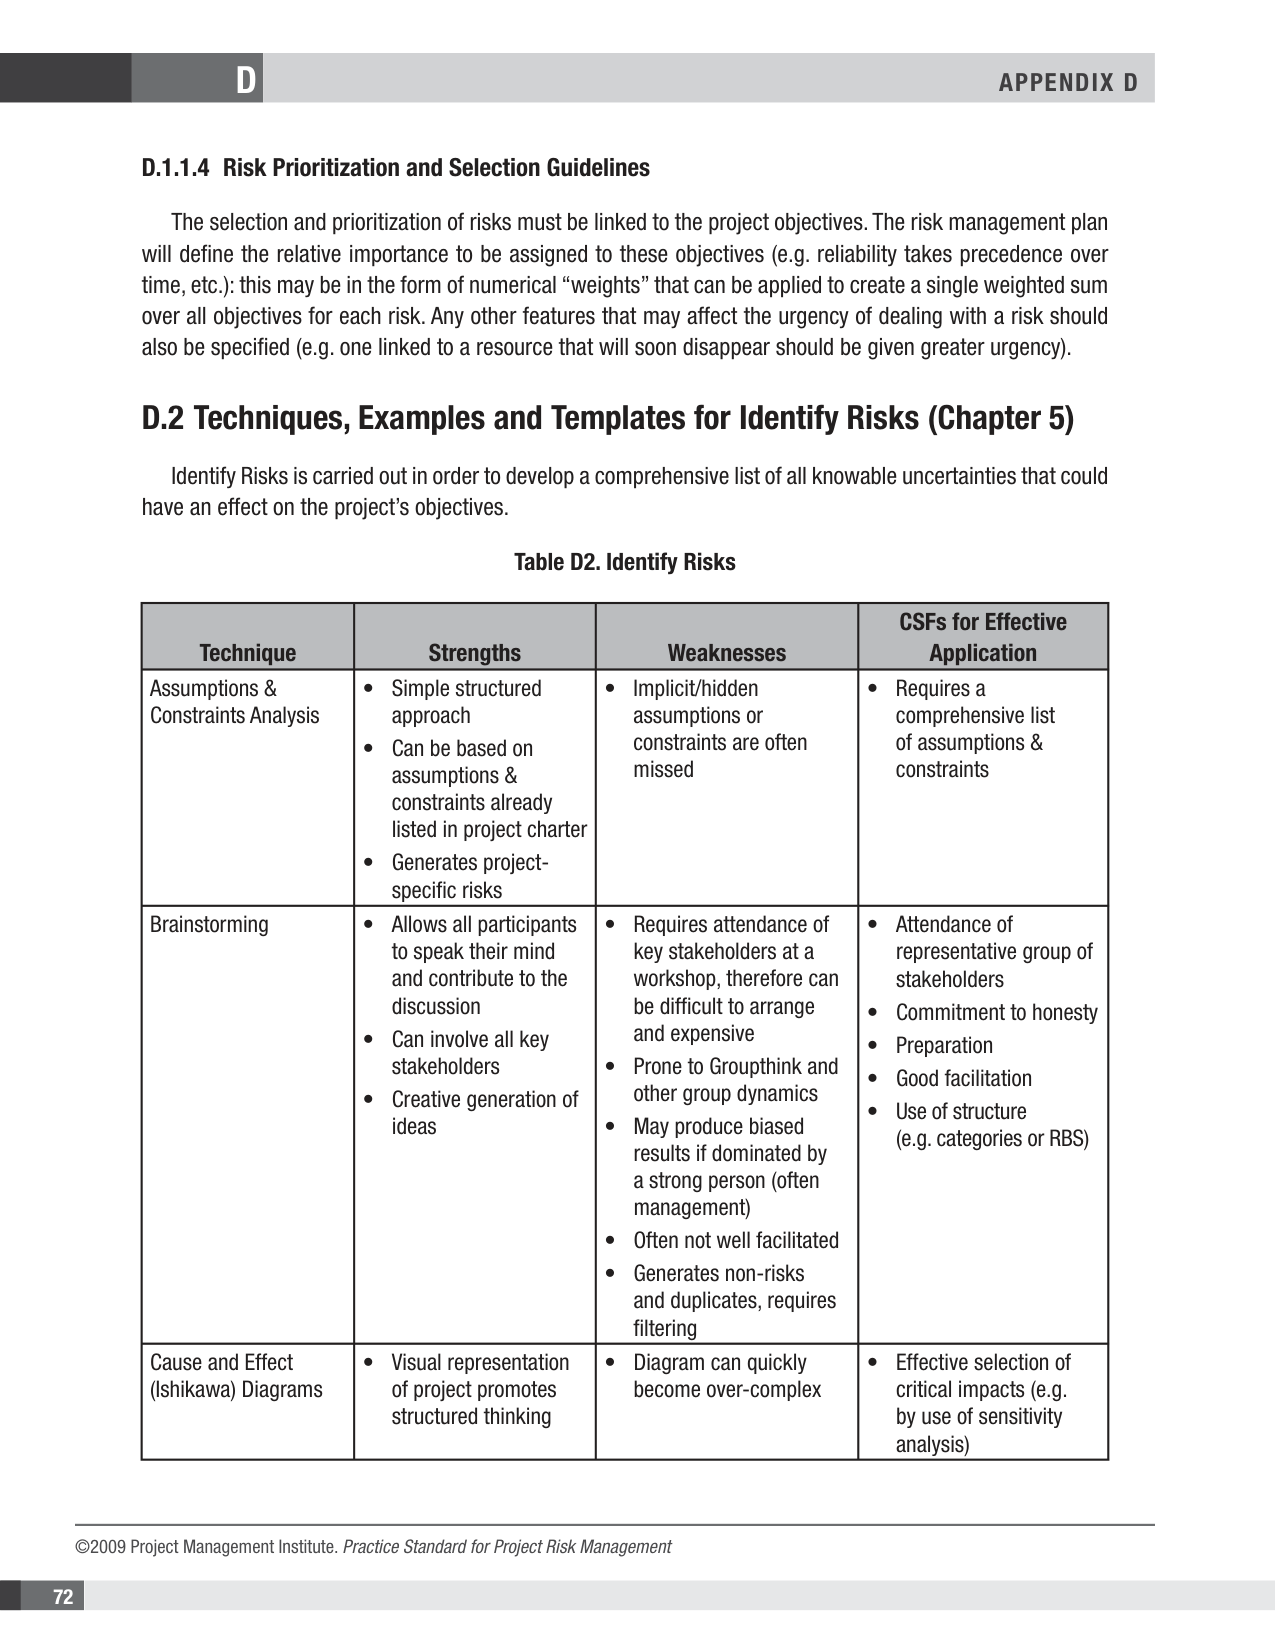 D
APPENDIX D
D.1.1.4 Risk Prioritization and Selection Guidelines
The selection and prioritization of risks must be linked to the project objectives. The risk management plan
will define the relative importance to be assigned to these objectives (e.g. reliability takes precedence over
time, etc.): this may be in the form of numerical “weights” that can be applied to create a single weighted sum
over all objectives for each risk. Any other features that may affect the urgency of dealing with a risk should
also be specified (e.g. one linked to a resource that will soon disappear should be given greater urgency).
D.2 Techniques, Examples and Templates for Identify Risks (Chapter 5)
Identify Risks is carried out in order to develop a comprehensive list of all knowable uncertainties that could
have an effect on the project’s objectives.
Table D2. Identify Risks
Technique
Strengths
Weaknesses
CSFs for Effective
Application
Assumptions &
Constraints Analysis
• Simple structured
approach
• Can be based on
assumptions &
constraints already
listed in project charter
• Generates project-
specific risks
• Implicit/hidden
assumptions or
constraints are often
missed
• Requires a
comprehensive list
of assumptions &
constraints
Brainstorming
• Allows all participants
to speak their mind
and contribute to the
discussion
• Can involve all key
stakeholders
• Creative generation of
ideas
• Requires attendance of
key stakeholders at a
workshop, therefore can
be difficult to arrange
and expensive
• Prone to Groupthink and
other group dynamics
• May produce biased
results if dominated by
a strong person (often
management)
• Often not well facilitated
• Generates non-risks
and duplicates, requires
filtering
• Attendance of
representative group of
stakeholders
• Commitment to honesty
• Preparation
• Good facilitation
• Use of structure
(e.g. categories or RBS)
Cause and Effect
(Ishikawa) Diagrams
• Visual representation
of project promotes
structured thinking
• Diagram can quickly
become over-complex
• Effective selection of
critical impacts (e.g.
by use of sensitivity
analysis)
©2009 Project Management Institute. Practice Standard for Project Risk Management
72